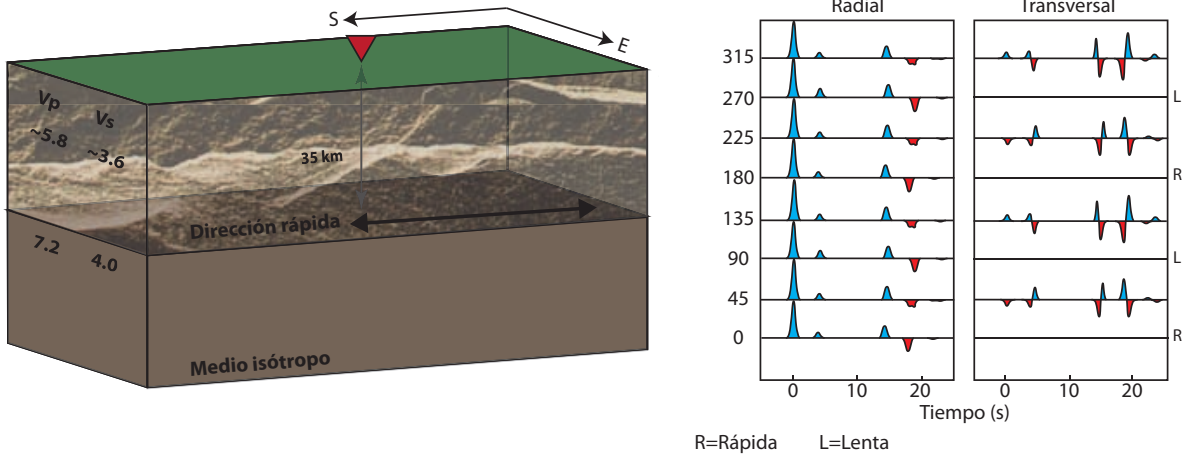 S
E
Vp
Vs
~5.8
~3.6
35 km
Dirección rápida
7.2
4.0
Medio isótropo
Radial
Transversal
315
270
L
225
180
R
135
90
L
45
0
R
0 10 20
0 10 20
Tiempo (s)
R=Rápida L=Lenta